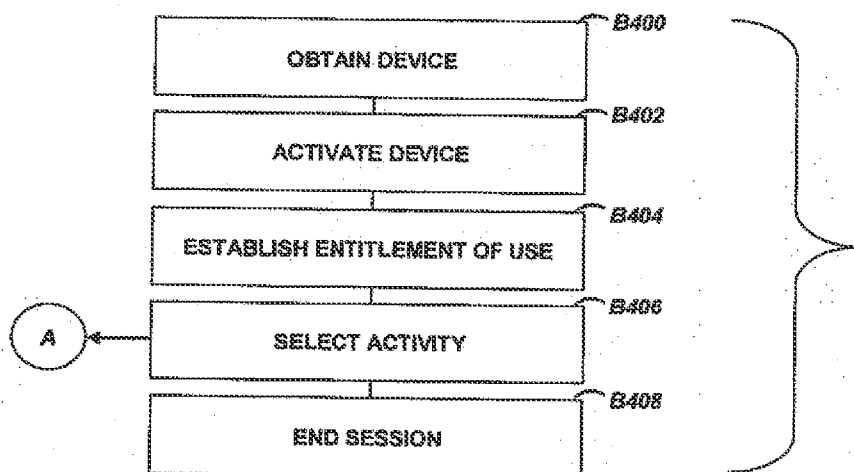 B400
OBTAIN DEVICE
B402
ACTIVATE DEVICE
B404
ESTABLISH ENTITLEMENT OF USE
B406
A
SELECT ACTIVITY
B408
END SESSION